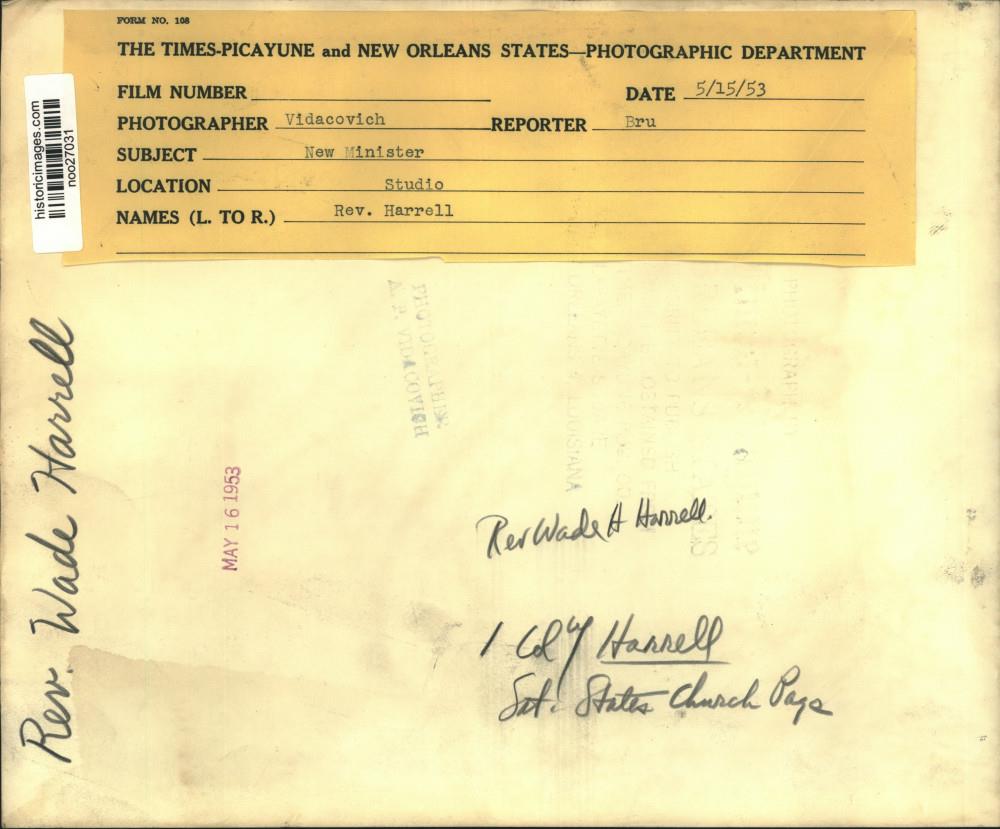 FORM NO. 108
THE TIMES-PICAYUNE and NEW ORLEANS STATES—PHOTOGRAPHIC DEPARTMENT
FILM NUMBER
DATE 5/15/53
PHOTOGRAPHER Vidacovich REPORTER Bru
SUBJECT New Minister
LOCATION Studio
NAMES (L. TO R.) Rev. Harrell
historicimages.com
noo27031
Rev. Wade Harrell
MAY 16 1953
PHOTOGRAPHER
A. P. VIDACOVICH
Rev Wade H Harrell.
1 Col Harrell
Sat. States Church Page